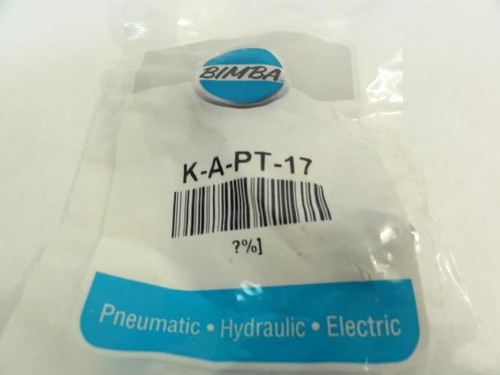 BIMBA
K-A-PT-17
?%]
Pneumatic • Hydraulic • Electric